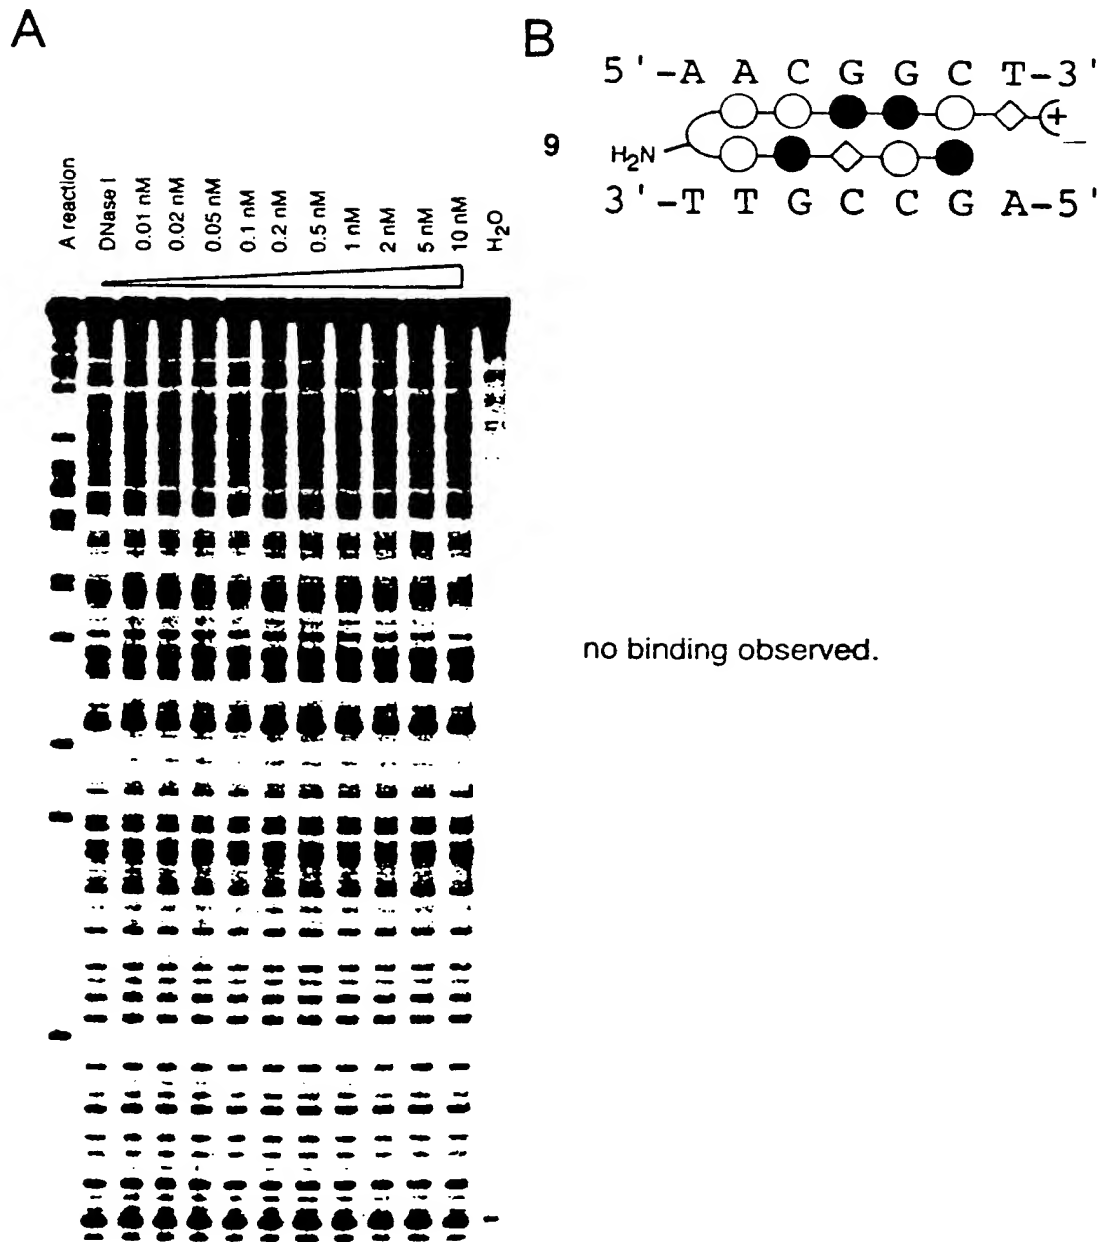 A
B
5'-A A C G G C T-3'
+
9
H₂N
3'-T T G C C G A-5'
A reaction
DNase I
0.01 nM
0.02 nM
0.05 nM
0.1 nM
0.2 nM
0.5 nM
1 nM
2 nM
5 nM
10 nM
H₂O
no binding observed.